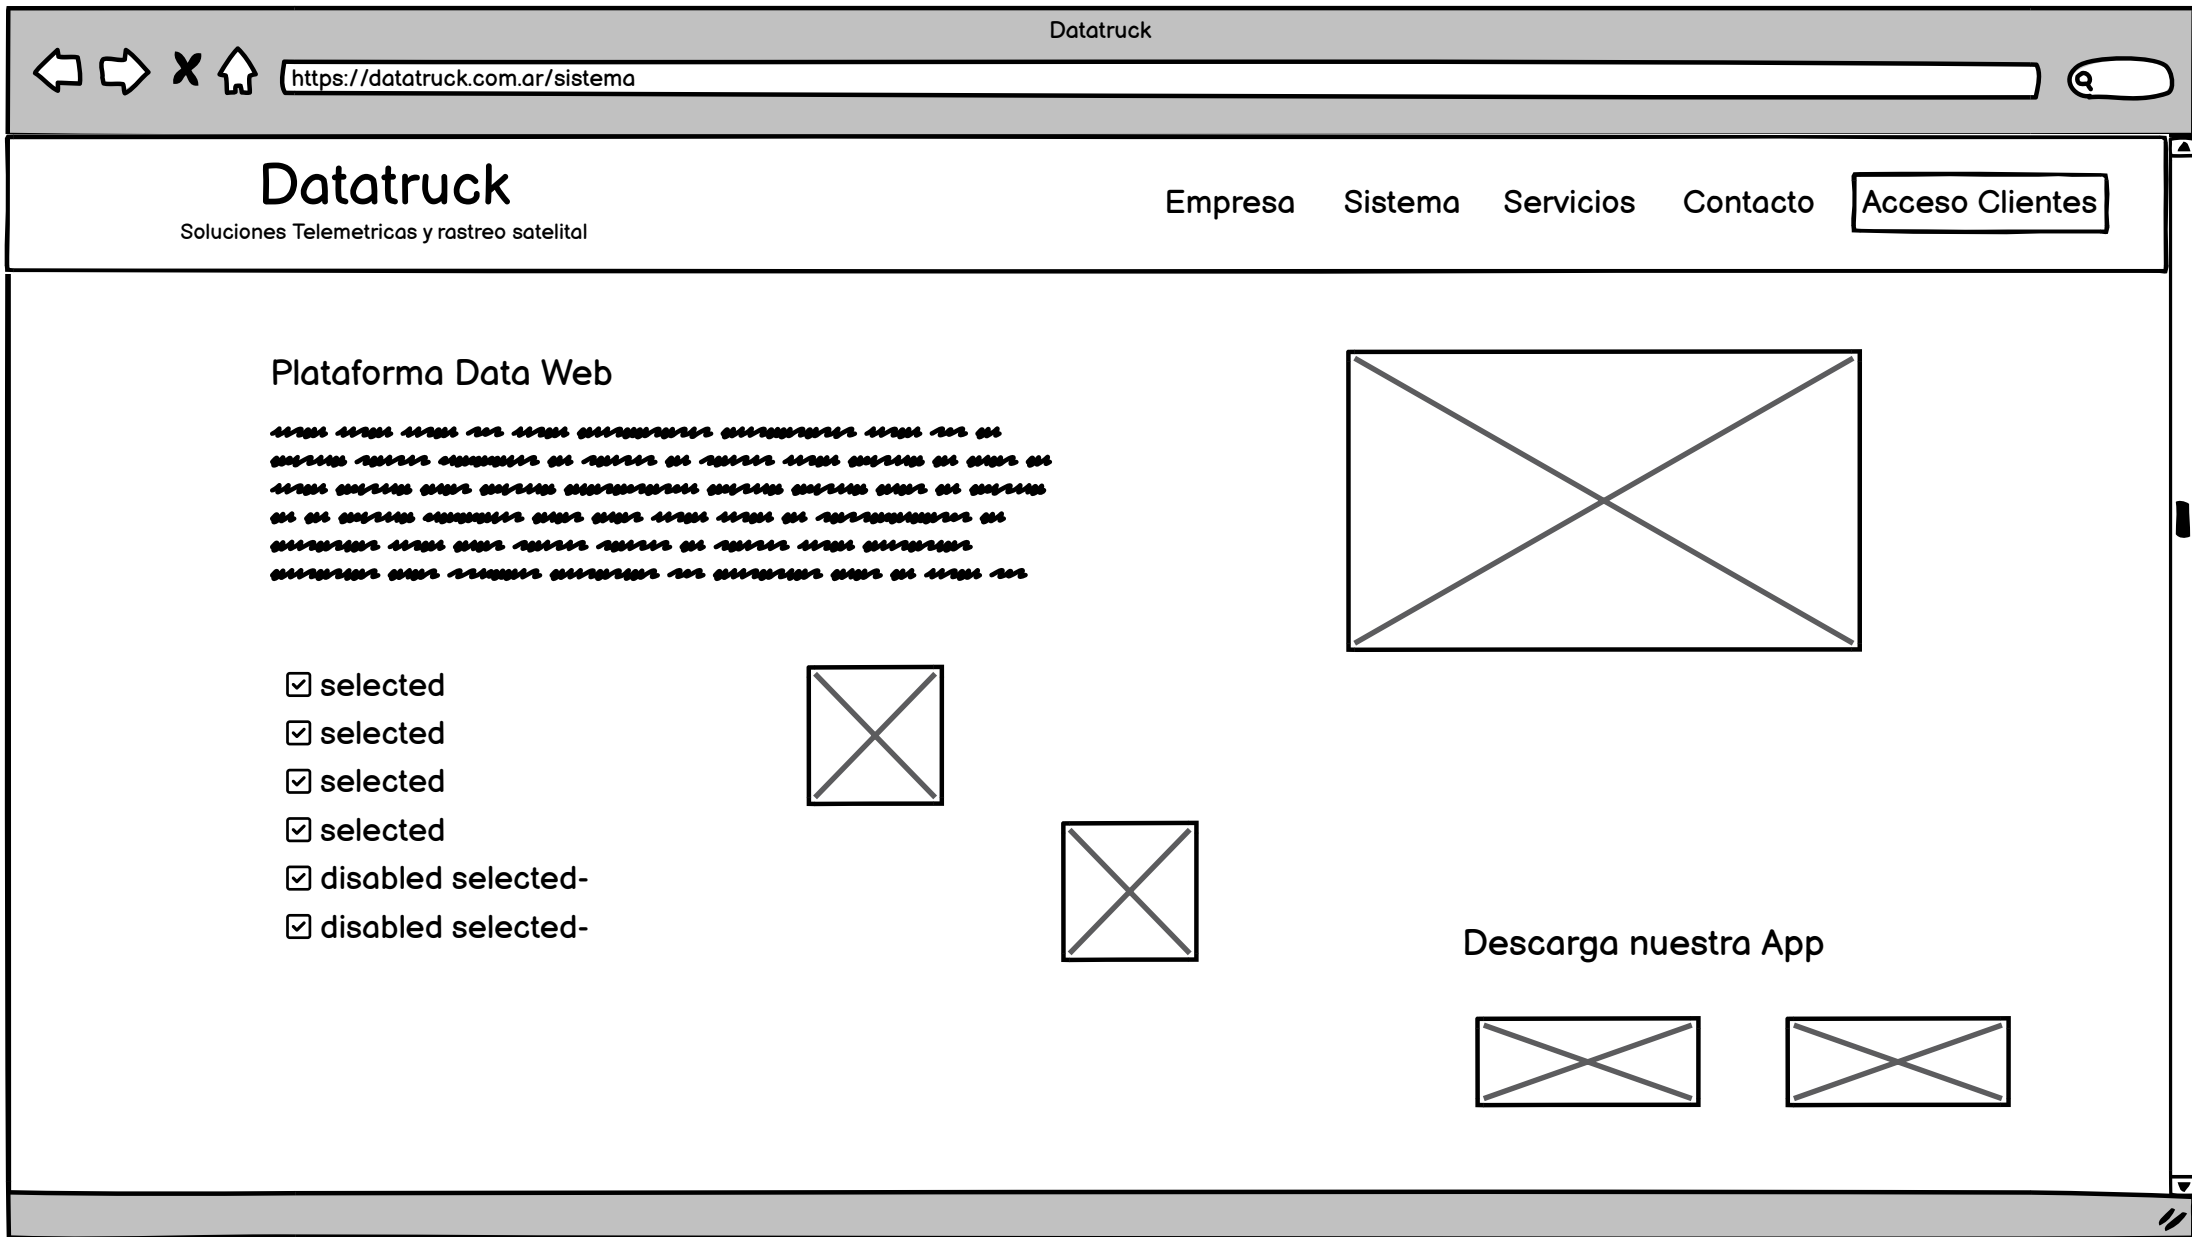 Datatruck
https://datatruck.com.ar/sistema
Datatruck
Soluciones Telemetricas y rastreo satelital
Empresa Sistema Servicios Contacto Acceso Clientes
Plataforma Data Web
selected
selected
selected
selected
disabled selected-
disabled selected-
Descarga nuestra App